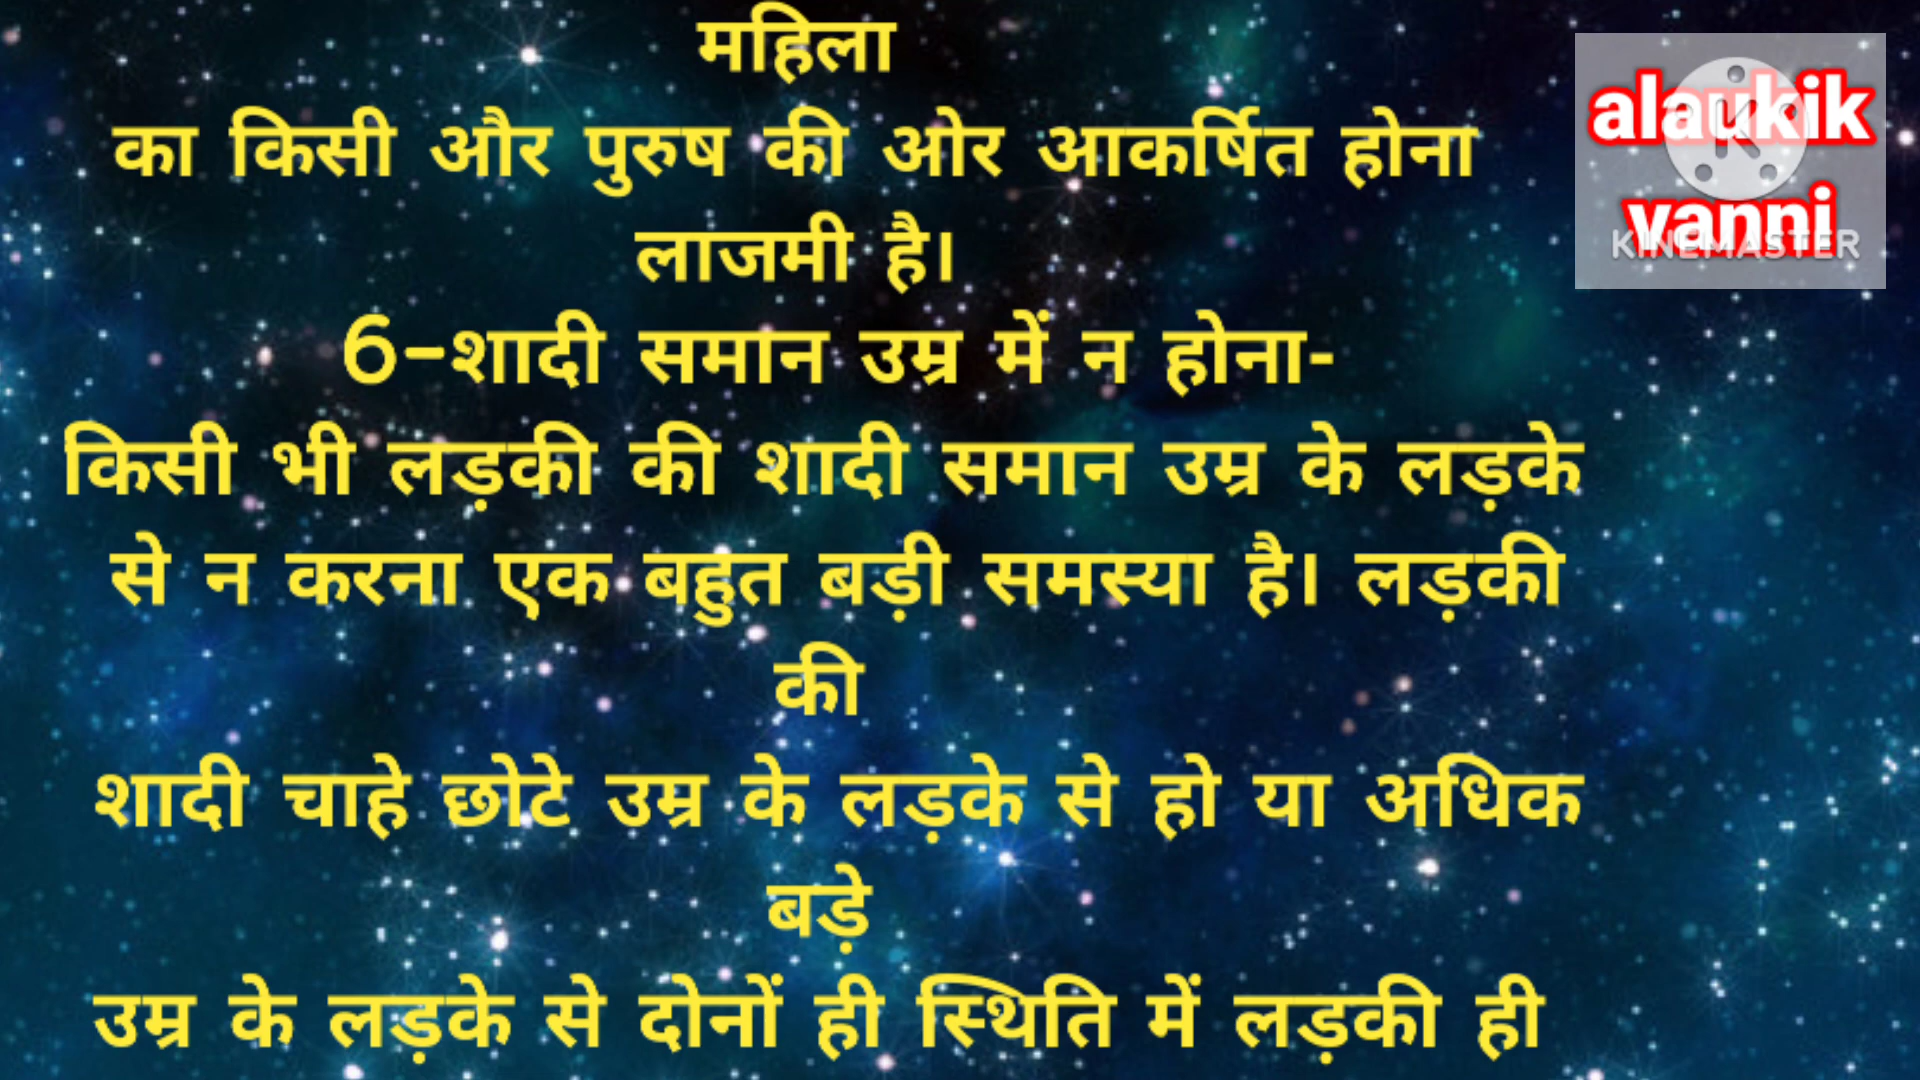 महिला
का किसी और पुरुष की ओर आकर्षित होना
लाजमी है।
6-शादी समान उम्र में न होना-
किसी भी लड़की की शादी समान उम्र के लड़के
से न करना एक बहुत बड़ी समस्या है। लड़की
की
शादी चाहे छोटे उम्र के लड़के से हो या अधिक
बड़े
उम्र के लड़के से दोनों ही स्थिति में लड़की ही
alaukik
vanni
KINEMASTER